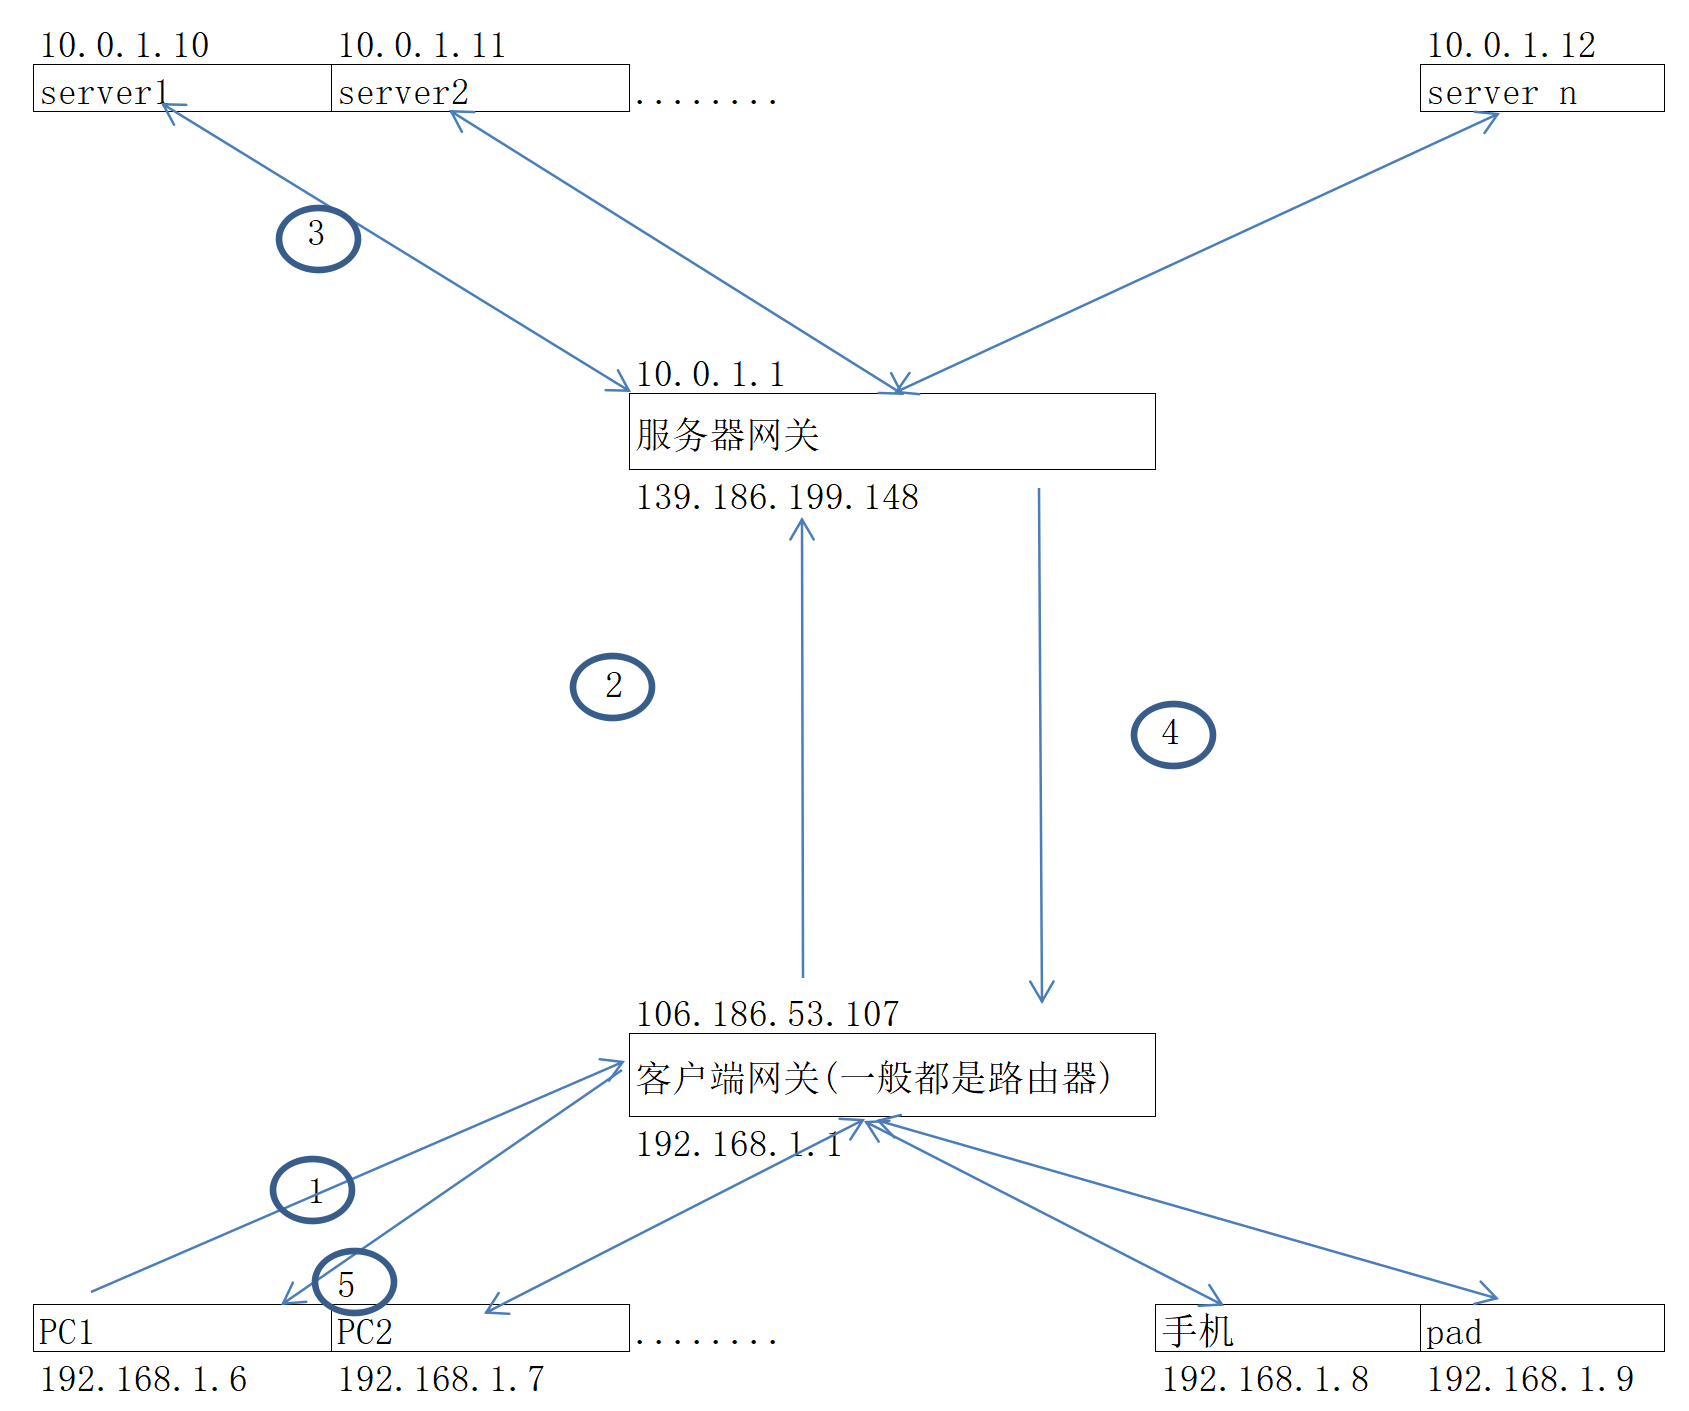 10.0.1.10 10.0.1.11 10.0.1.12
server1 server2 ........ server n
3
10.0.1.1
服务器网关
139.186.199.148
2
4
106.186.53.107
客户端网关(一般都是路由器)
192.168.1.1
1
5
PC1 PC2 ........ 手机 pad
192.168.1.6 192.168.1.7 192.168.1.8 192.168.1.9